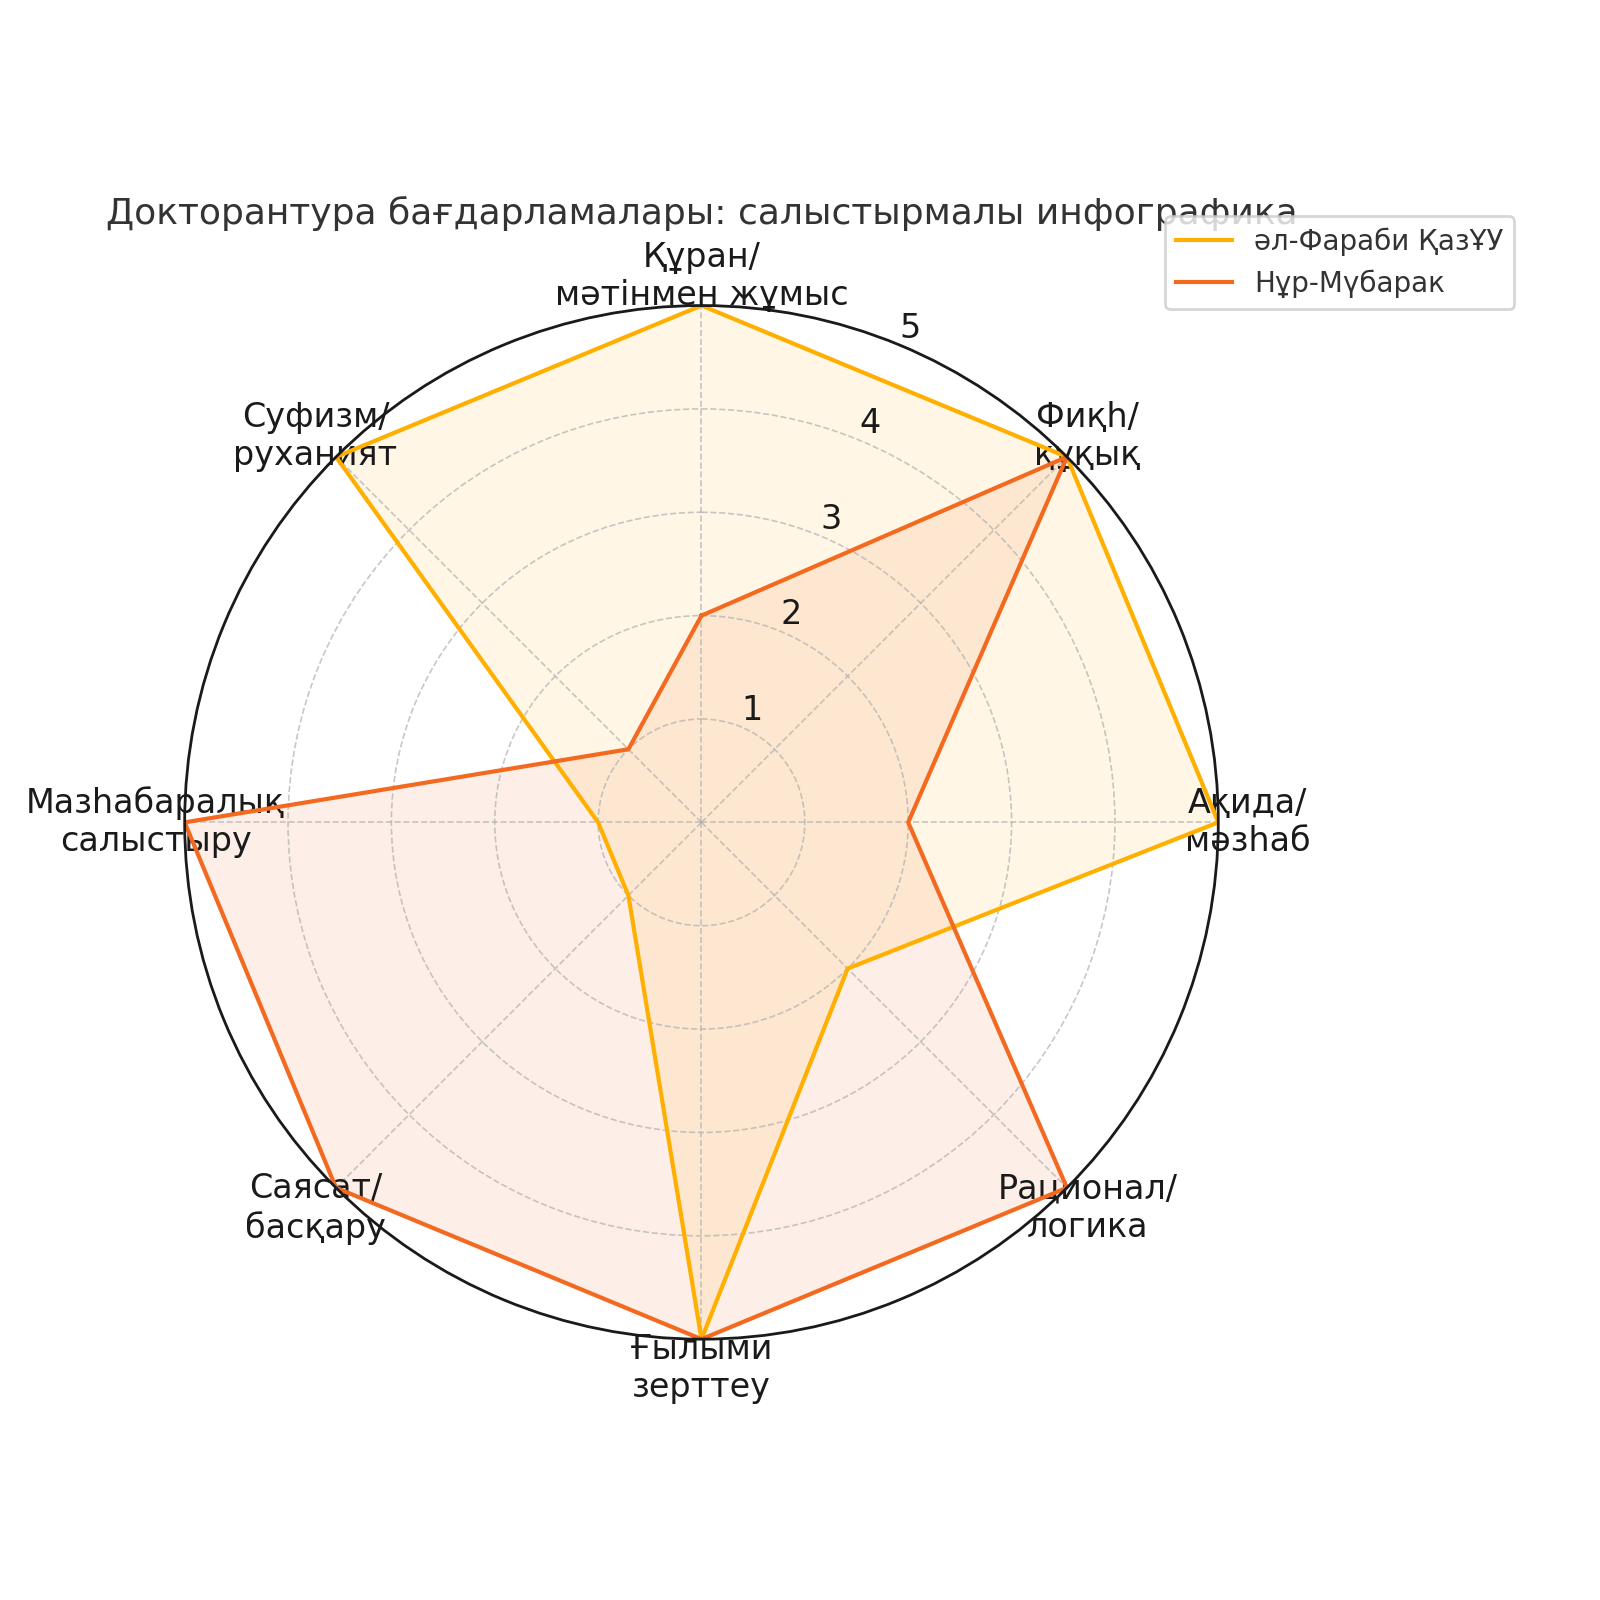 Докторантура бағдарламалары: салыстырмалы инфографика
әл-Фараби ҚазҰУ
Нұр-Мүбарак
Құран/
мәтінмен жұмыс
5
4
3
2
1
Суфизм/
руханият
Фиқһ/
құқық
Мазһабаралық
салыстыру
Ақида/
мәзһаб
Саясат/
басқару
Рационал/
логика
Ғылыми
зерттеу